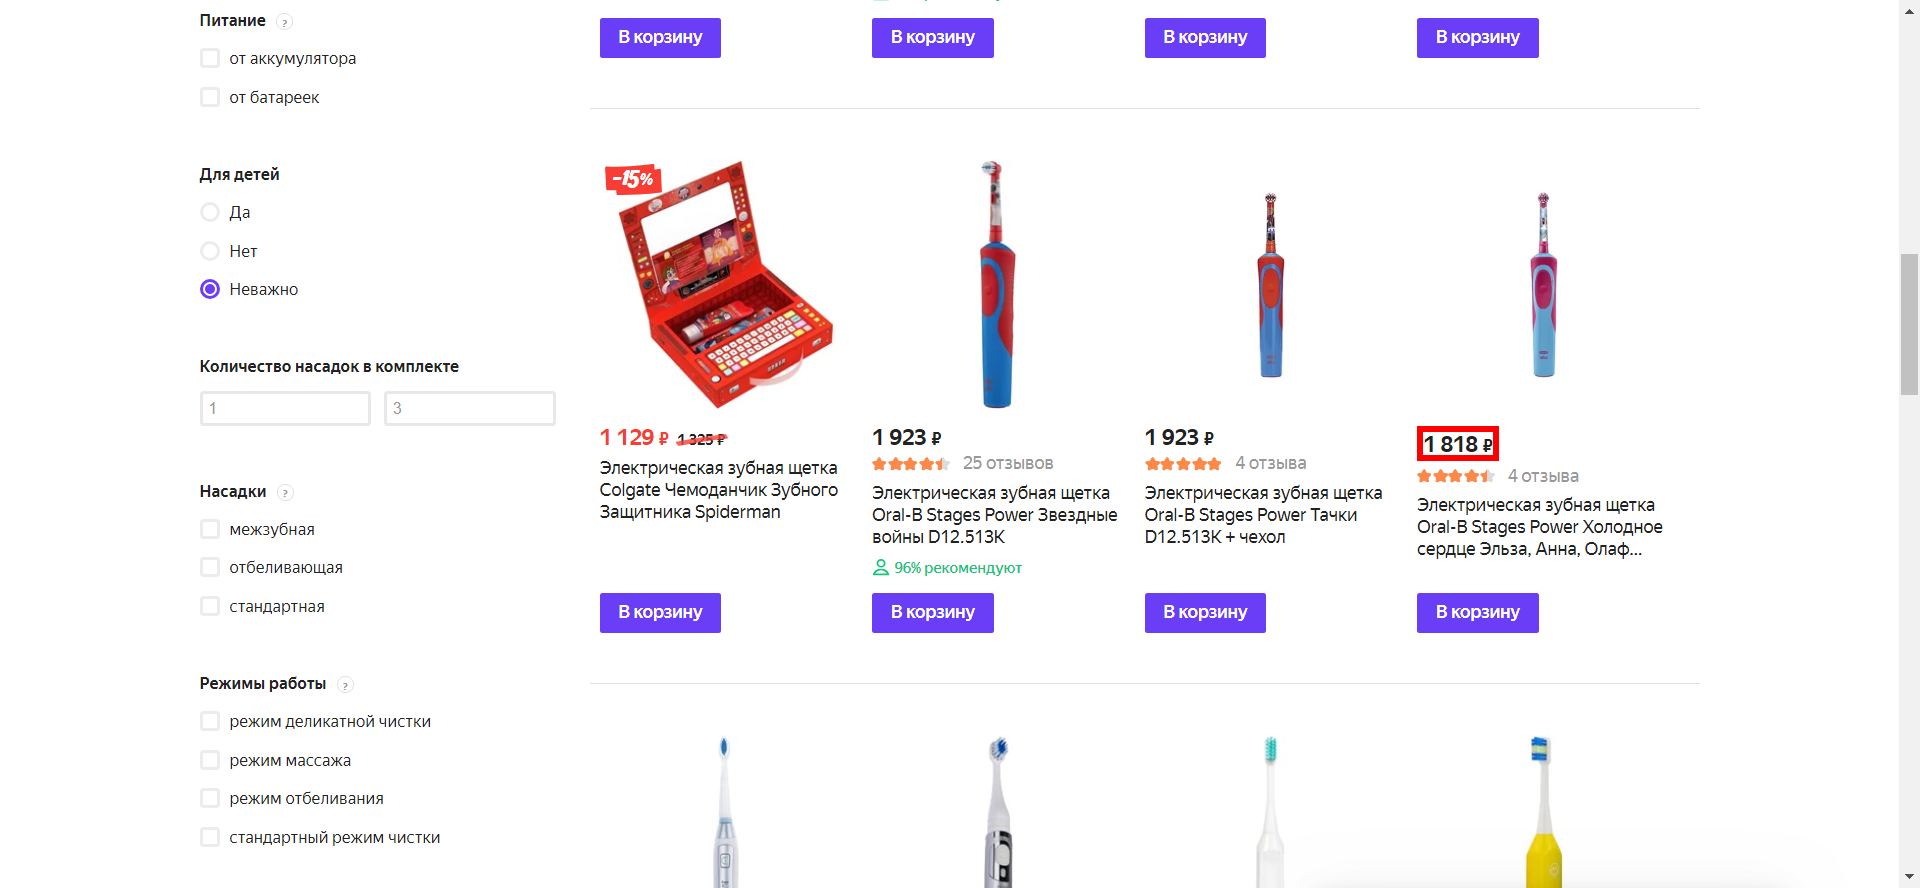 Питание ?
от аккумулятора
от батареек
Для детей
Да
Нет
Неважно
Количество насадок в комплекте
1
3
Насадки ?
межзубная
отбеливающая
стандартная
Режимы работы ?
режим деликатной чистки
режим массажа
режим отбеливания
стандартный режим чистки
В корзину
В корзину
В корзину
В корзину
-15%
1 129 ₽ 1 325 ₽
Электрическая зубная щетка
Colgate Чемоданчик Зубного
Защитника Spiderman
В корзину
1 923 ₽
25 отзывов
Электрическая зубная щетка
Oral-B Stages Power Звездные
войны D12.513K
96% рекомендуют
В корзину
1 923 ₽
4 отзыва
Электрическая зубная щетка
Oral-B Stages Power Тачки
D12.513K + чехол
В корзину
1 818 ₽
4 отзыва
Электрическая зубная щетка
Oral-B Stages Power Холодное
сердце Эльза, Анна, Олаф...
В корзину